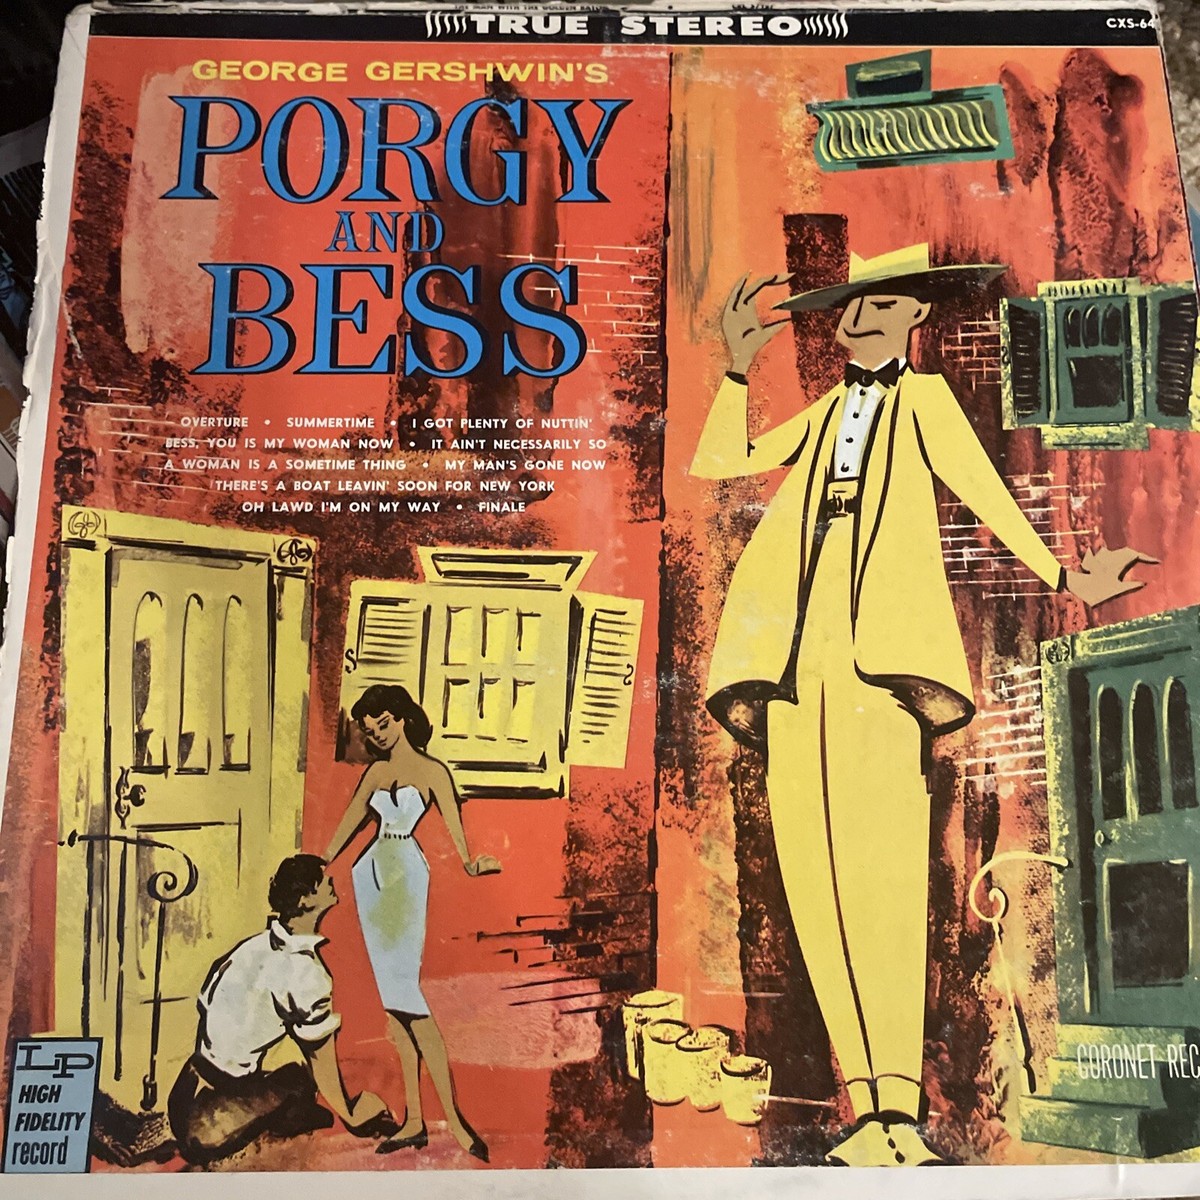 TRUE STEREO
CXS-64
GEORGE GERSHWIN'S
PORGY
AND
BESS
OVERTURE • SUMMERTIME • I GOT PLENTY OF NUTTIN'
BESS, YOU IS MY WOMAN NOW • IT AIN'T NECESSARILY SO
A WOMAN IS A SOMETIME THING • MY MAN'S GONE NOW
THERE'S A BOAT LEAVIN' SOON FOR NEW YORK
OH LAWD I'M ON MY WAY • FINALE
LP
HIGH
FIDELITY
record
CORONET REC